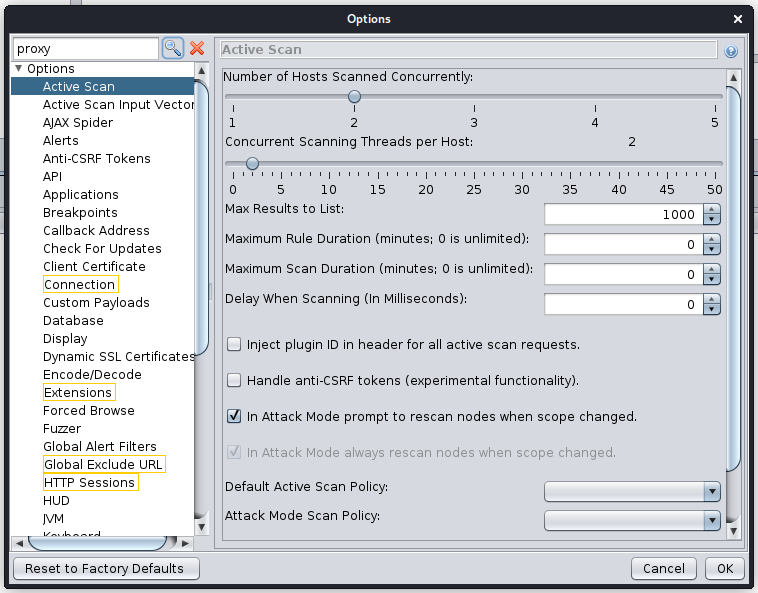 Options
proxy
Options
Active Scan
Active Scan Input Vector
AJAX Spider
Alerts
Anti-CSRF Tokens
API
Applications
Breakpoints
Callback Address
Check For Updates
Client Certificate
Connection
Custom Payloads
Database
Display
Dynamic SSL Certificates
Encode/Decode
Extensions
Forced Browse
Fuzzer
Global Alert Filters
Global Exclude URL
HTTP Sessions
HUD
JVM
Keyboard
Active Scan
Number of Hosts Scanned Concurrently:
1 2 3 4 5
Concurrent Scanning Threads per Host: 2
0 5 10 15 20 25 30 35 40 45 50
Max Results to List: 1000
Maximum Rule Duration (minutes; 0 is unlimited): 0
Maximum Scan Duration (minutes; 0 is unlimited): 0
Delay When Scanning (In Milliseconds): 0
Inject plugin ID in header for all active scan requests.
Handle anti-CSRF tokens (experimental functionality).
In Attack Mode prompt to rescan nodes when scope changed.
In Attack Mode always rescan nodes when scope changed.
Default Active Scan Policy:
Attack Mode Scan Policy:
Reset to Factory Defaults
Cancel
OK